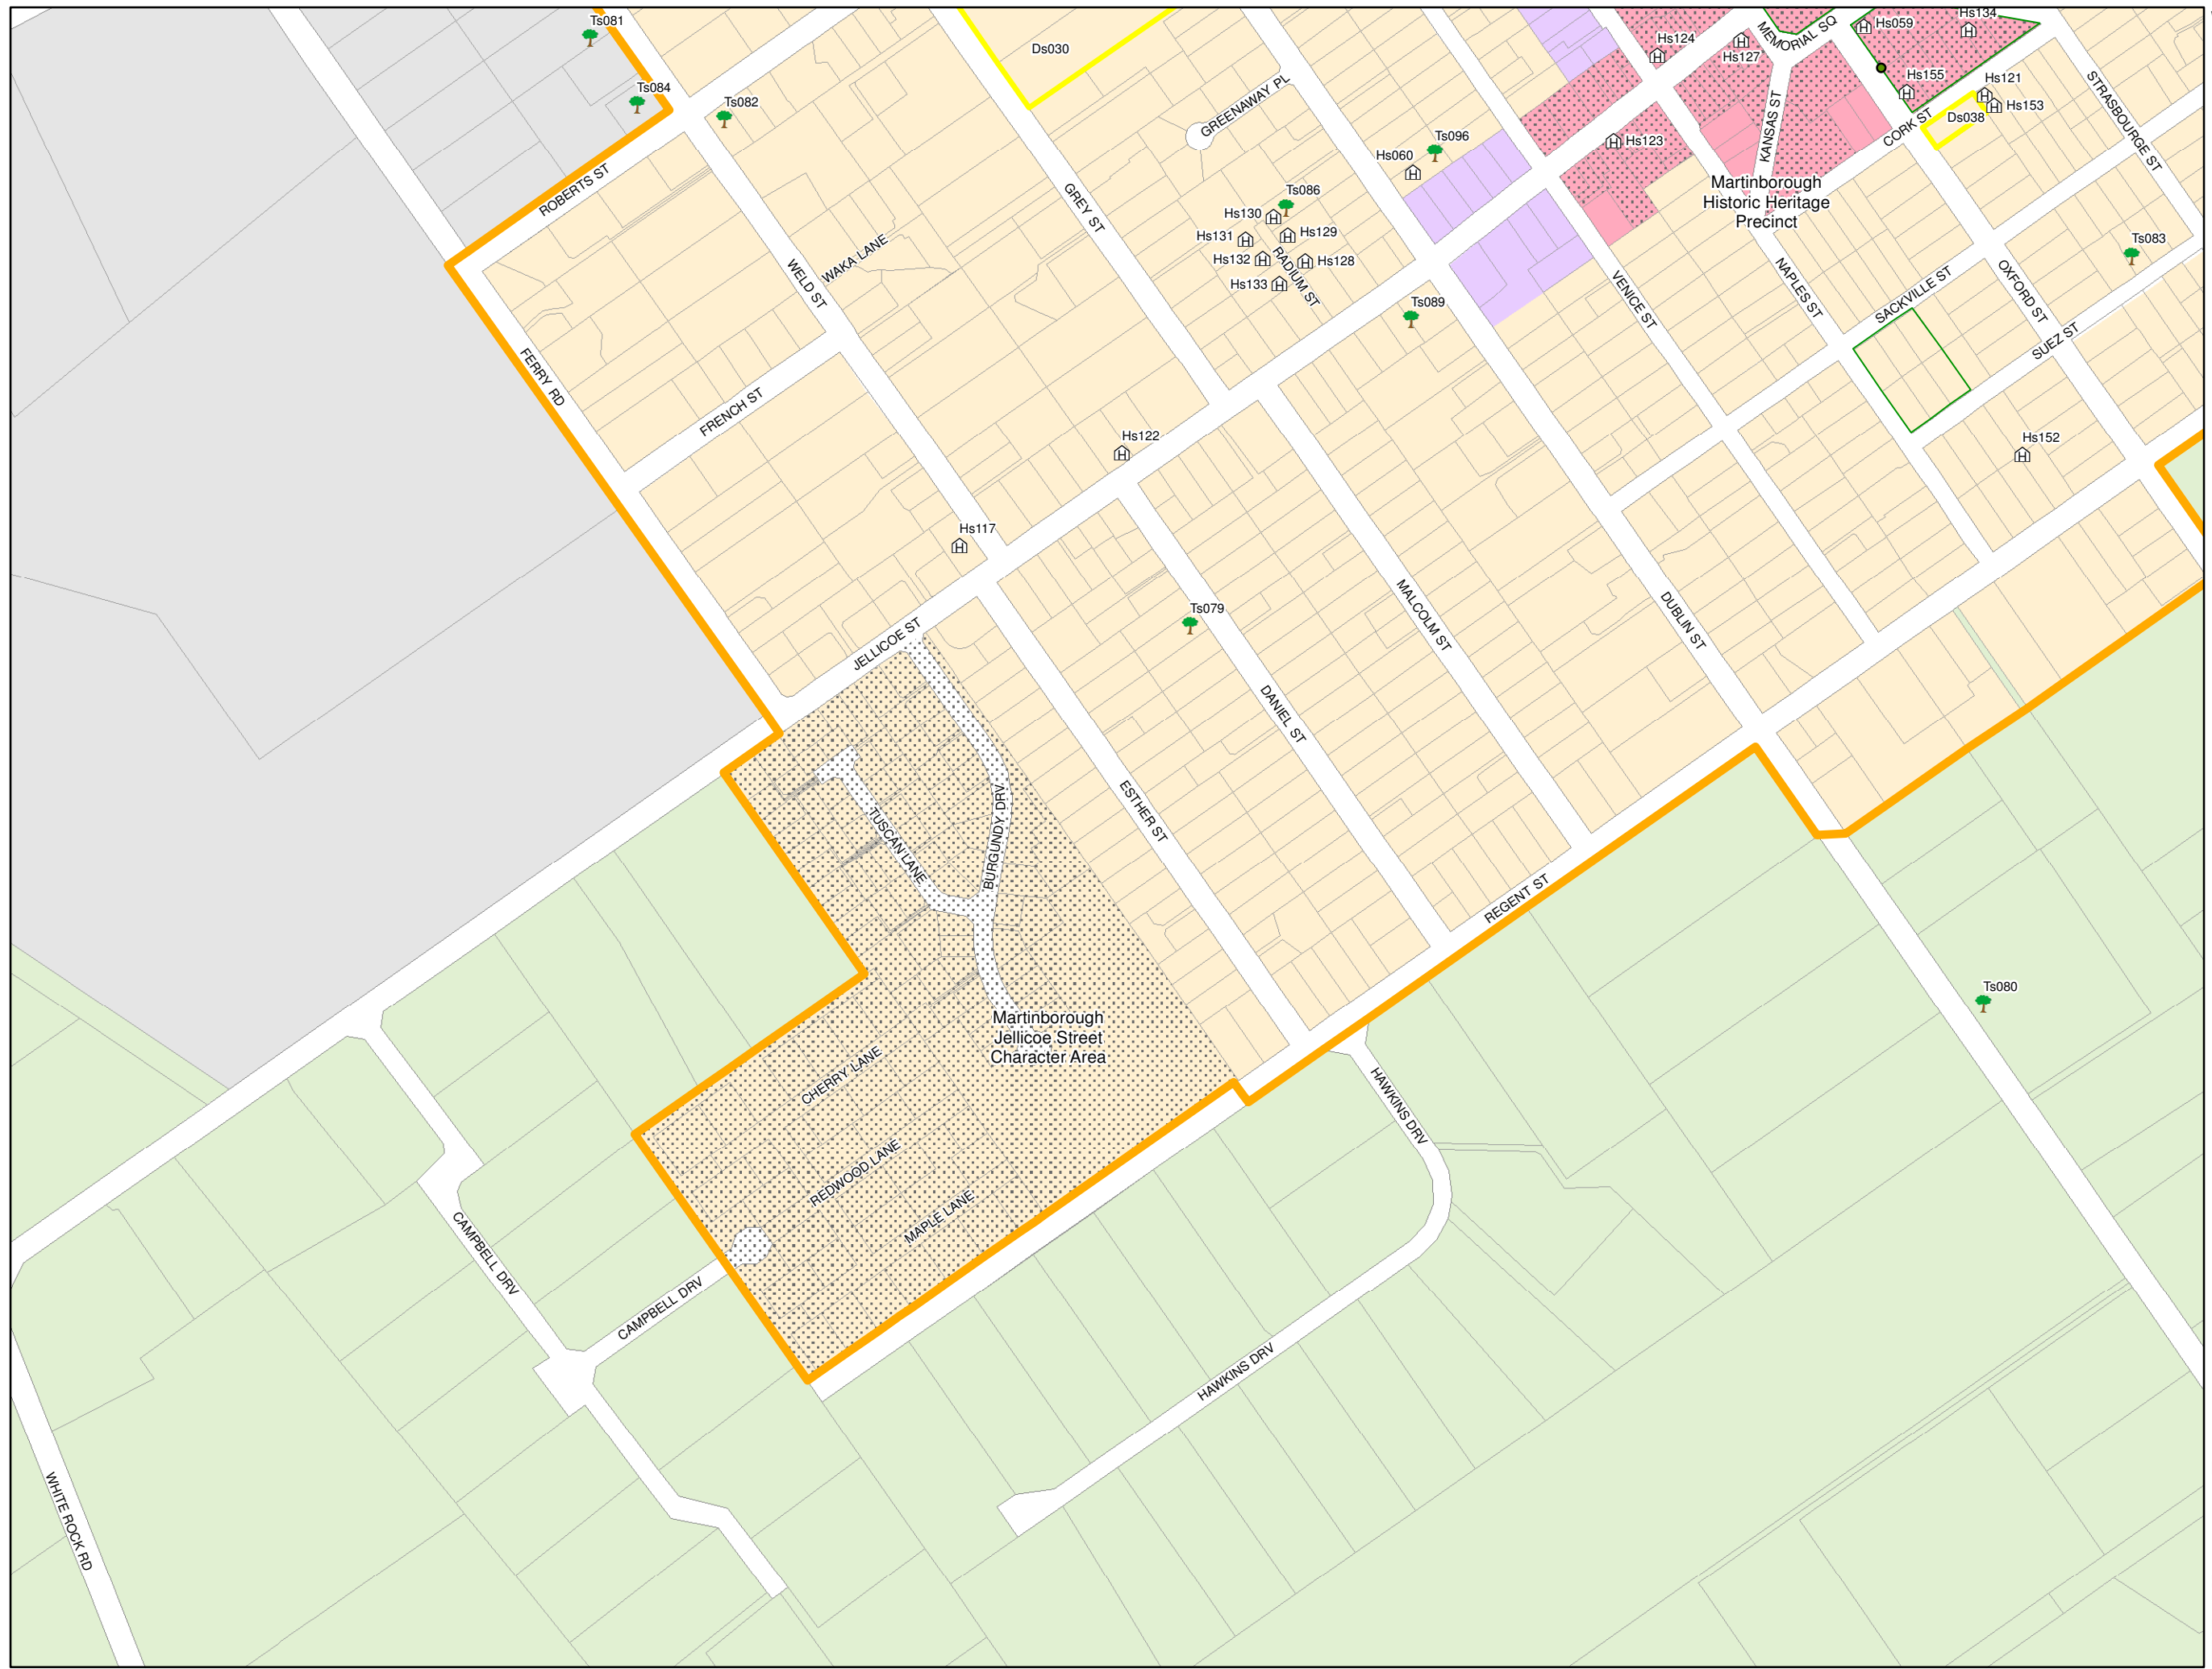 Ts081
Ds030
Hs134
Hs059
Hs124
MEMORIAL SQ
Hs127
Ts084
Ts082
Hs155
Hs121
Hs153
Ds038
STRASBOURGE ST
GREENAWAY PL
KANSAS ST
CORK ST
Ts096
Hs060
Hs123
ROBERTS ST
Martinborough
Historic Heritage
Precinct
GREY ST
Ts086
Hs130
Hs131
Hs129
Hs132
Hs128
Hs133
RADIUM ST
WAKA LANE
WELD ST
Ts083
Ts089
VENICE ST
NAPLES ST
SACKVILLE ST
OXFORD ST
SUEZ ST
FERRY RD
FRENCH ST
Hs122
Hs152
Hs117
Ts079
MALCOLM ST
DUBLIN ST
JELLICOE ST
DANIEL ST
TUSCAN LANE
BURGUNDY DRV
ESTHER ST
REGENT ST
Ts080
Martinborough
Jellicoe Street
Character Area
CHERRY LANE
HAWKINS DRV
REDWOOD LANE
MAPLE LANE
CAMPBELL DRV
CAMPBELL DRV
HAWKINS DRV
WHITE ROCK RD